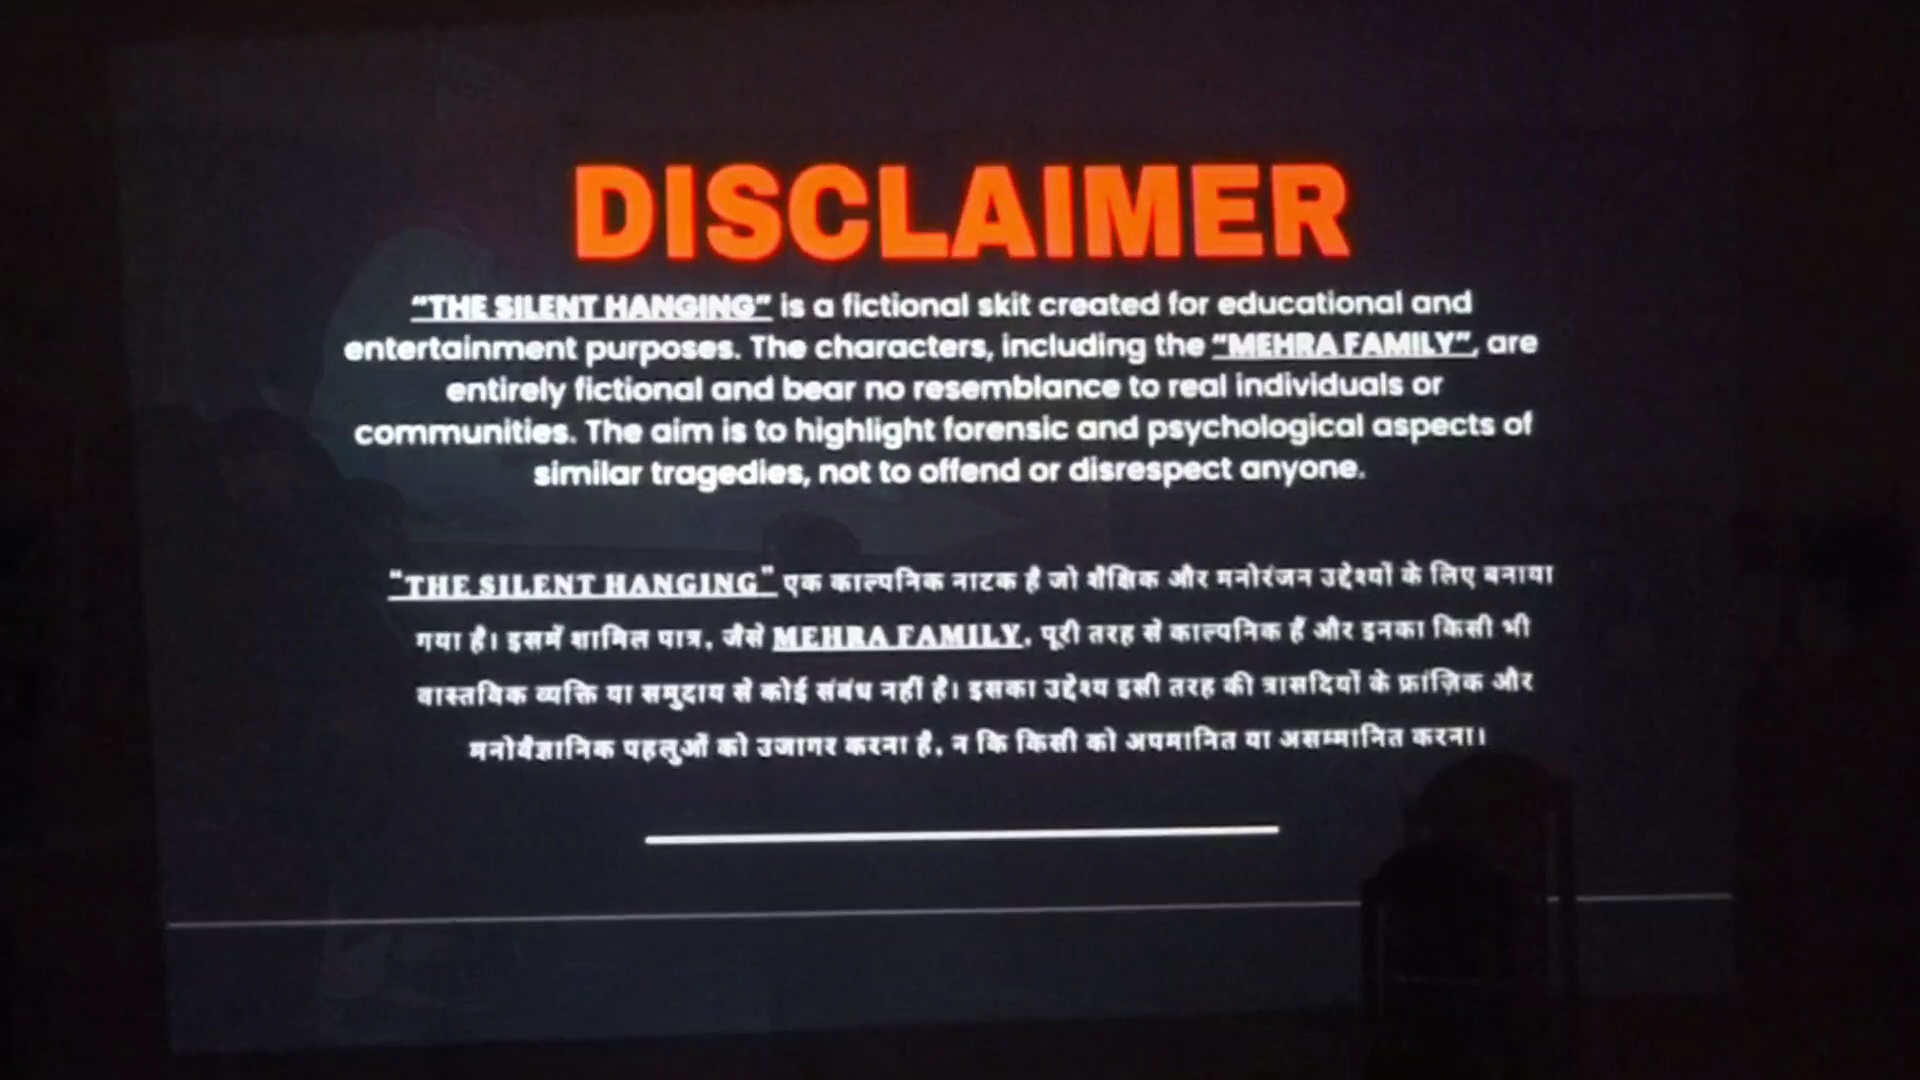 DISCLAIMER
“THE SILENT HANGING” is a fictional skit created for educational and
entertainment purposes. The characters, including the “MEHRA FAMILY”, are
entirely fictional and bear no resemblance to real individuals or
communities. The aim is to highlight forensic and psychological aspects of
similar tragedies, not to offend or disrespect anyone.
"THE SILENT HANGING" एक काल्पनिक नाटक है जो शैक्षिक और मनोरंजन उद्देश्यों के लिए बनाया
गया है। इसमें शामिल पात्र, जैसे MEHRA FAMILY, पूरी तरह से काल्पनिक हैं और इनका किसी भी
वास्तविक व्यक्ति या समुदाय से कोई संबंध नहीं है। इसका उद्देश्य इसी तरह की त्रासदियों के फ्रांज़िक और
मनोवैज्ञानिक पहलुओं को उजागर करना है, न कि किसी को अपमानित या असम्मानित करना।